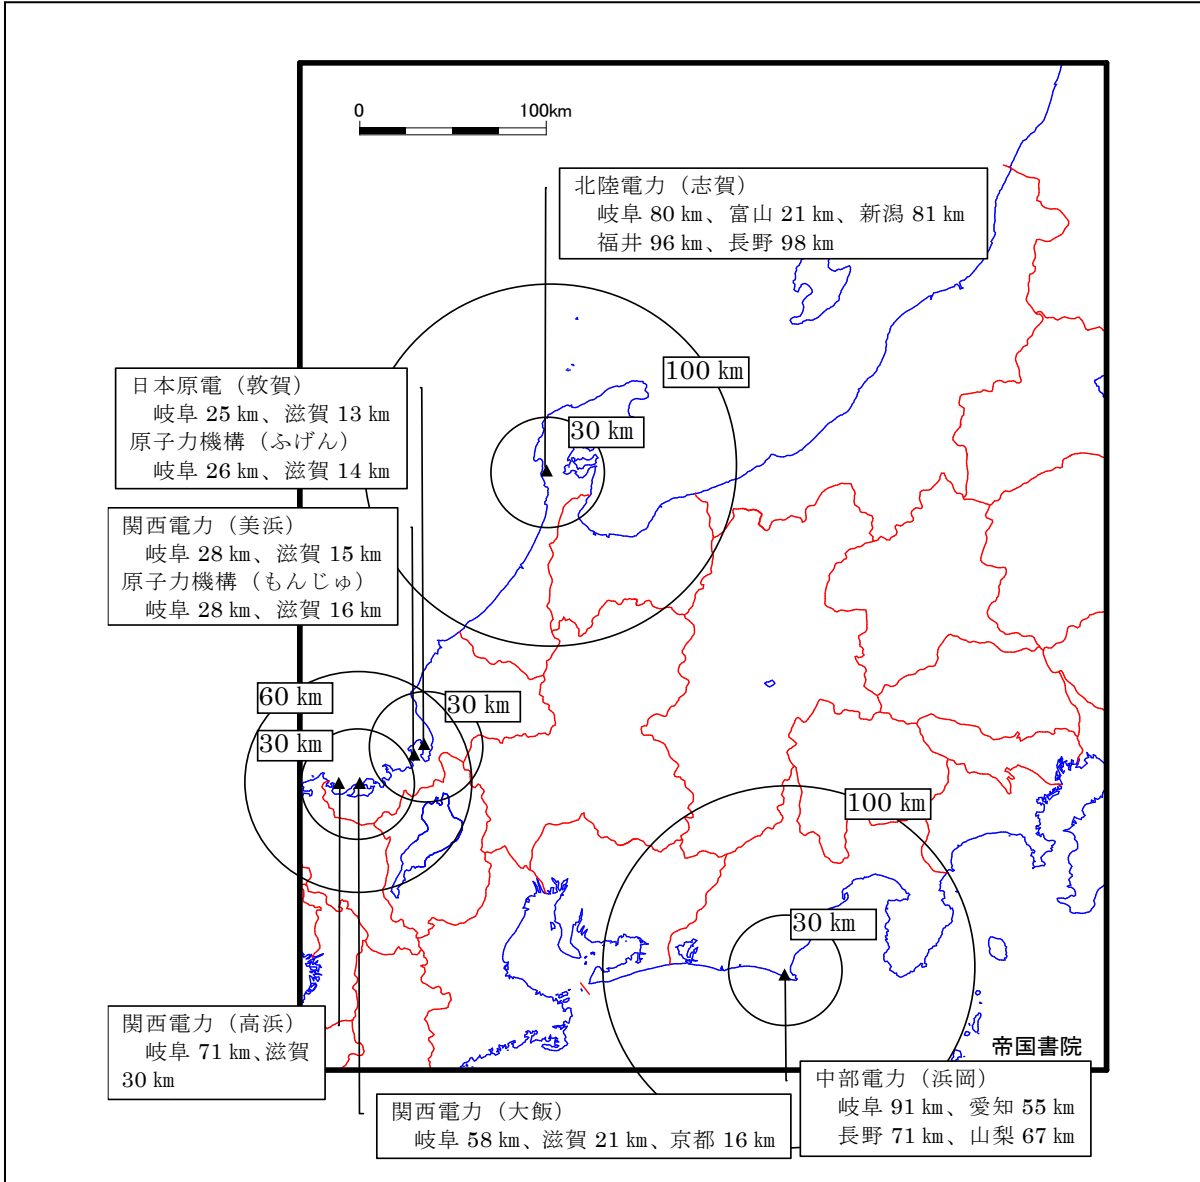 0 100km
北陸電力（志賀）
岐阜 80 ㎞、富山 21 ㎞、新潟 81 ㎞
福井 96 ㎞、長野 98 ㎞
100 ㎞
30 ㎞
日本原電（敦賀）
岐阜 25 ㎞、滋賀 13 ㎞
原子力機構（ふげん）
岐阜 26 ㎞、滋賀 14 ㎞
関西電力（美浜）
岐阜 28 ㎞、滋賀 15 ㎞
原子力機構（もんじゅ）
岐阜 28 ㎞、滋賀 16 ㎞
60 ㎞
30 ㎞
30 ㎞
100 ㎞
30 ㎞
関西電力（高浜）
岐阜 71 ㎞、滋賀
30 ㎞
帝国書院
中部電力（浜岡）
岐阜 91 ㎞、愛知 55 ㎞
長野 71 ㎞、山梨 67 ㎞
関西電力（大飯）
岐阜 58 ㎞、滋賀 21 ㎞、京都 16 ㎞